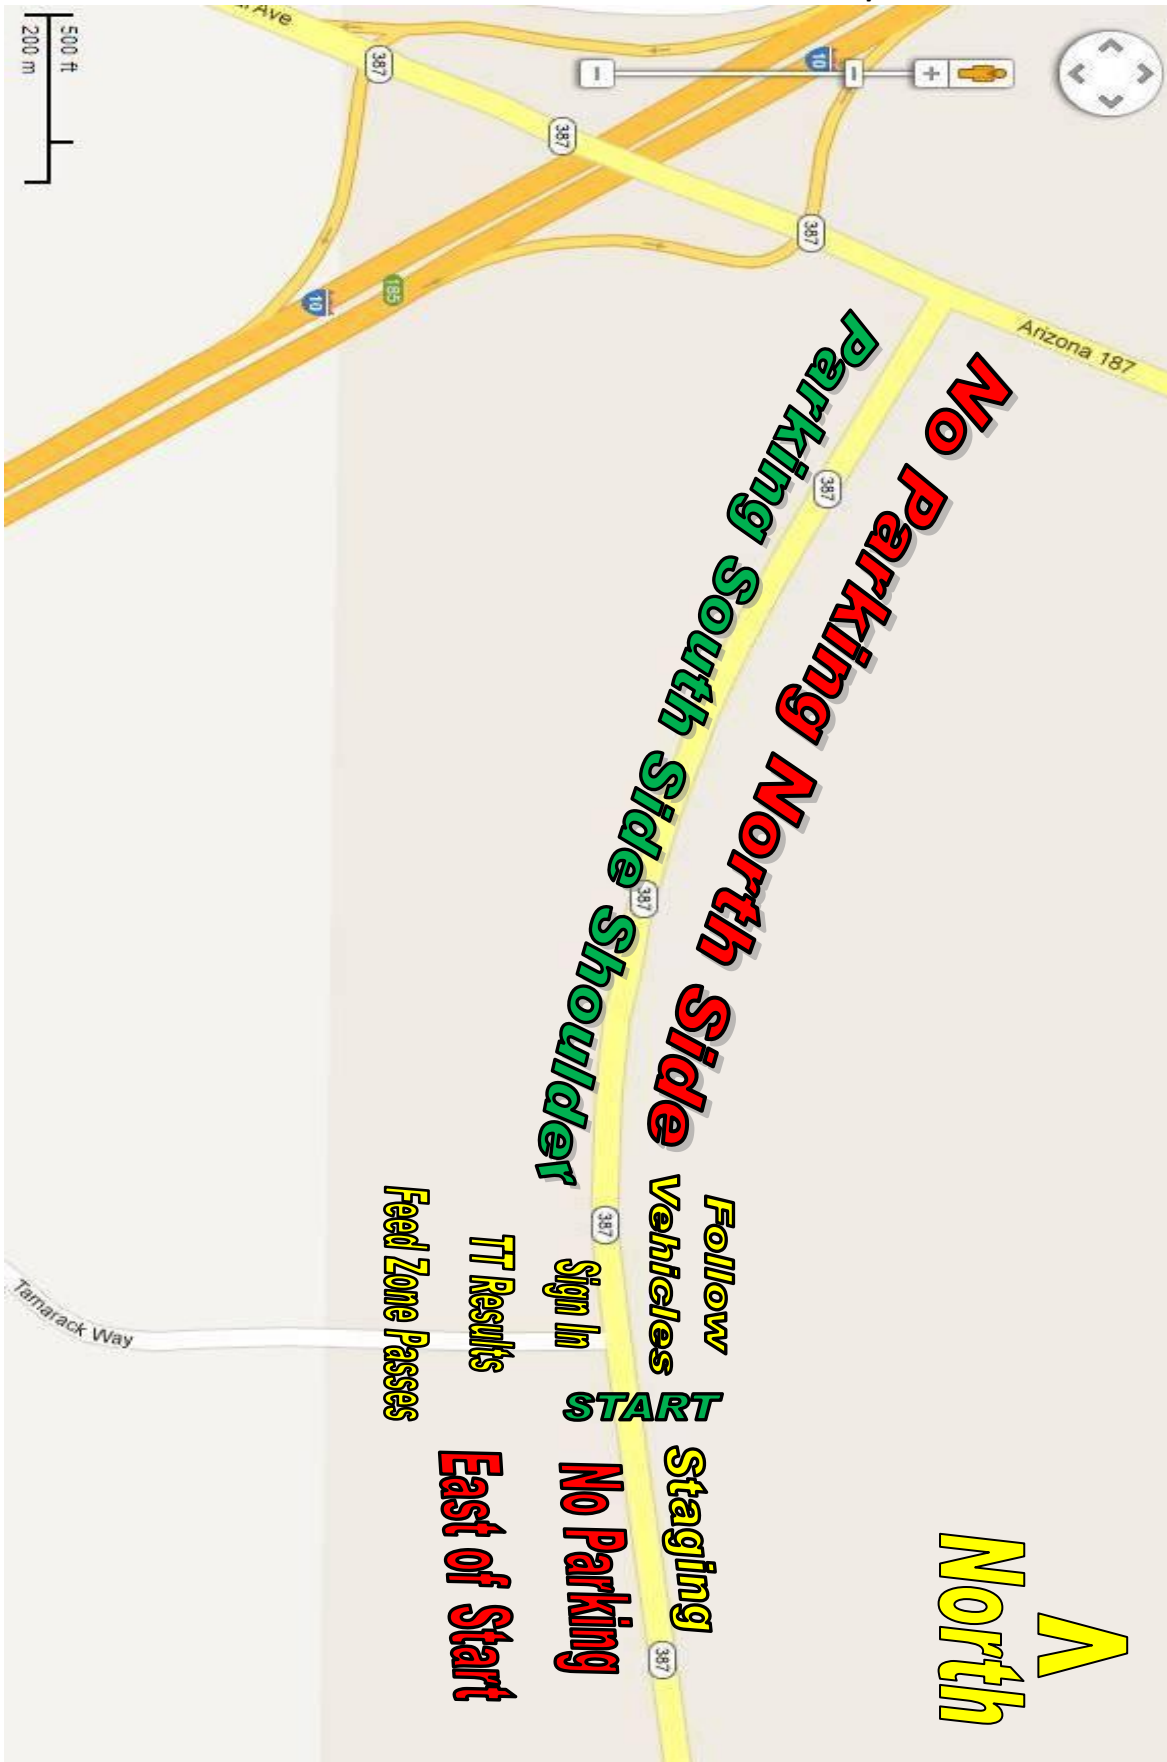 ^
North
Arizona 187
No Parking North Side
Parking South Side Shoulder
387
387
387
387
387
387
387
10
10
185
Ave
Follow
Vehicles
START
Staging
Sign In
TT Results
Feed Zone Passes
No Parking
East of Start
Tamarack Way
500 ft
200 m